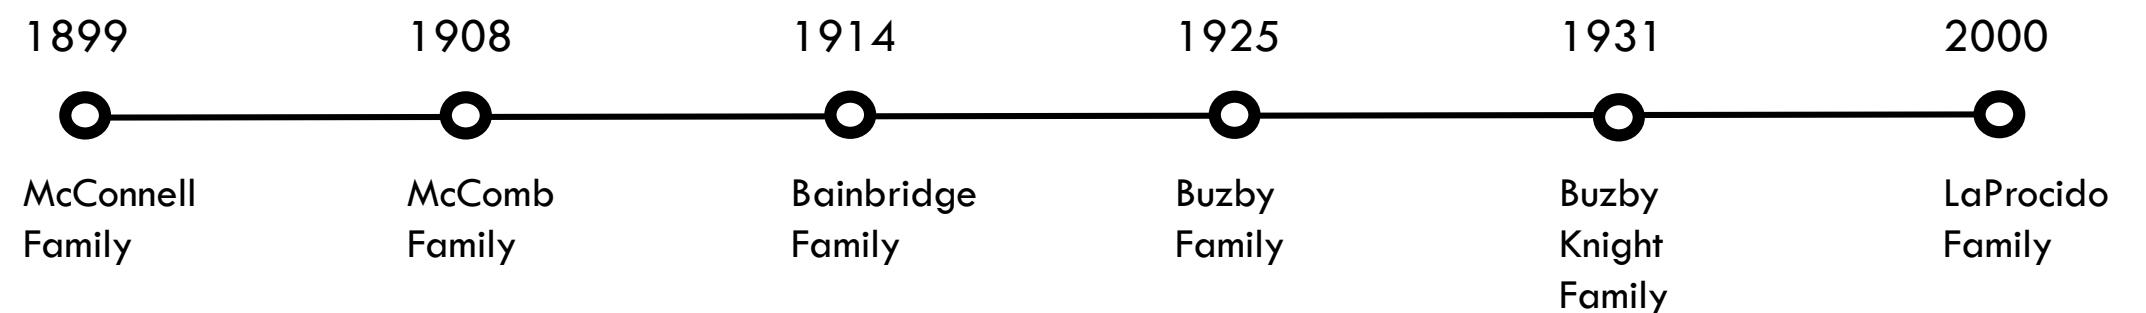 1899 1908 1914 1925 1931 2000
McConnell
Family
McComb
Family
Bainbridge
Family
Buzby
Family
Buzby
Knight
Family
LaProcido
Family